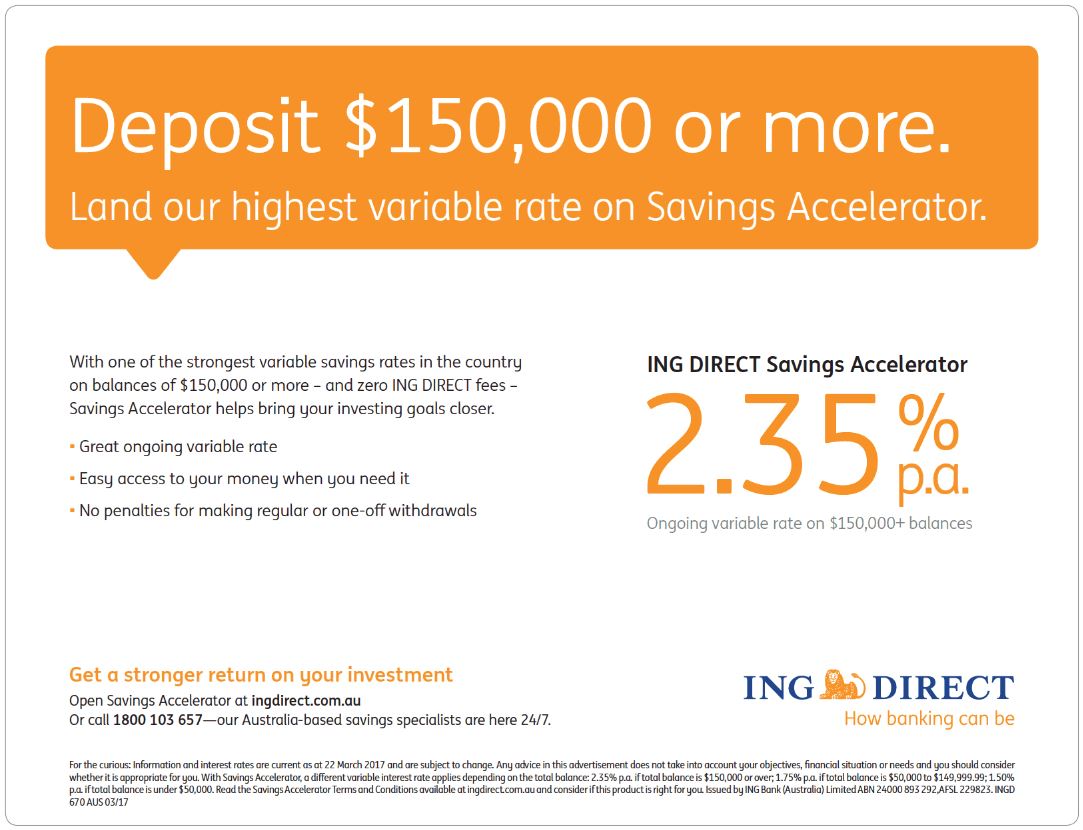 Deposit $150,000 or more.
Land our highest variable rate on Savings Accelerator.
With one of the strongest variable savings rates in the country
on balances of $150,000 or more – and zero ING DIRECT fees –
Savings Accelerator helps bring your investing goals closer.
▪ Great ongoing variable rate
▪ Easy access to your money when you need it
▪ No penalties for making regular or one-off withdrawals
ING DIRECT Savings Accelerator
2.35% p.a.
Ongoing variable rate on $150,000+ balances
Get a stronger return on your investment
Open Savings Accelerator at ingdirect.com.au
Or call 1800 103 657—our Australia-based savings specialists are here 24/7.
ING DIRECT
How banking can be
For the curious: Information and interest rates are current as at 22 March 2017 and are subject to change. Any advice in this advertisement does not take into account your objectives, financial situation or needs and you should consider
whether it is appropriate for you. With Savings Accelerator, a different variable interest rate applies depending on the total balance: 2.35% p.a. if total balance is $150,000 or over; 1.75% p.a. if total balance is $50,000 to $149,999.99; 1.50%
p.a. if total balance is under $50,000. Read the Savings Accelerator Terms and Conditions available at ingdirect.com.au and consider if this product is right for you. Issued by ING Bank (Australia) Limited ABN 24000 893 292,AFSL 229823. INGD
670 AUS 03/17